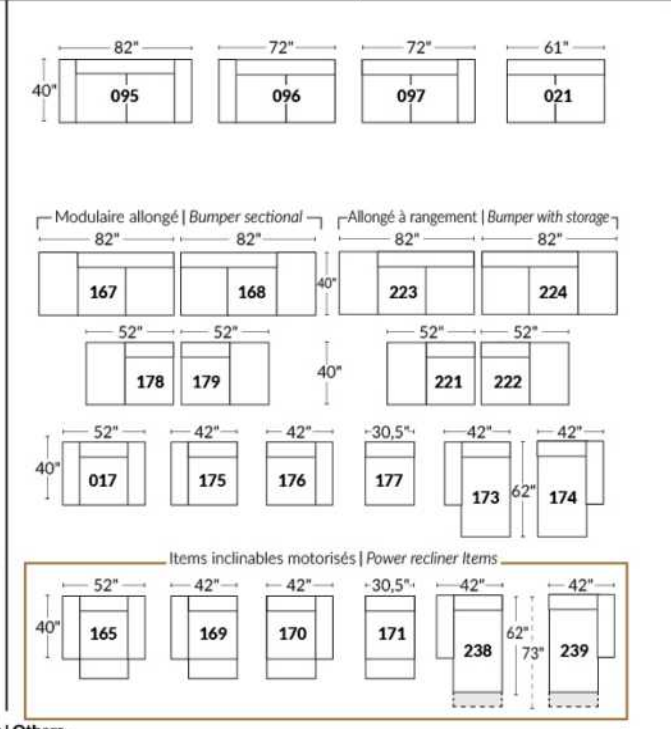 82" 72" 72" 61"
40" 095 096 097 021
Modulaire allongé | Bumper sectional Allongé à rangement | Bumper with storage
82" 82" 82" 82"
167 168 40" 223 224
52" 52" 52" 52"
178 179 40" 221 222
52" 42" 42" 30,5" 42" 42"
40" 017 175 176 177 173 62" 174
Items inclinables motorisés | Power recliner Items
52" 42" 42" 30,5" 42" 42"
40" 165 169 170 171 238 62" 73" 239